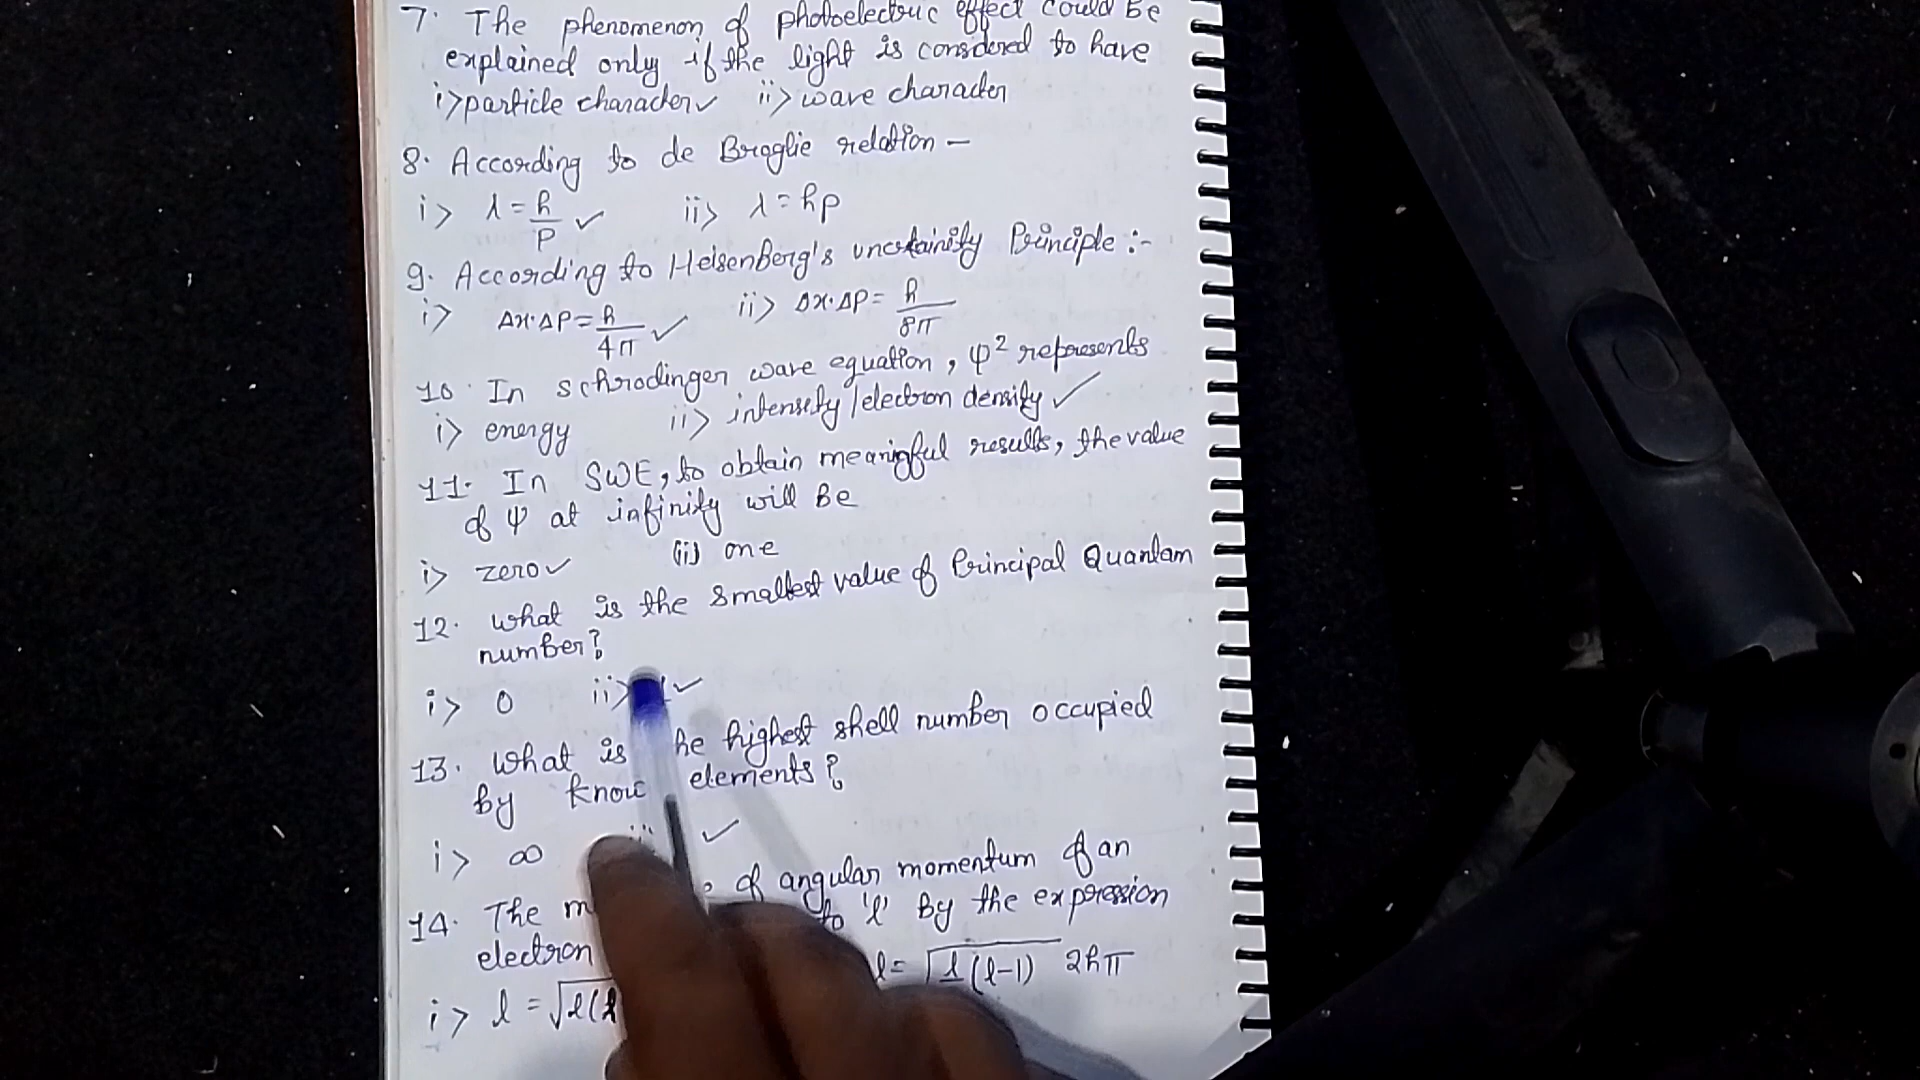 7. The phenomenon of photoelectric effect could be
explained only if the light is considered to have
i> particle character ✓ ii> wave character
8. According to de Broglie relation —
i> λ = h/p ✓ ii> λ = hp
9. According to Heisenberg's uncertainity Principle :-
i> Δx·ΔP = h/4π ✓ ii> Δx·ΔP = h/8π
10. In schrodinger wave equation, ψ² represents
i> energy ii> intensity/electron density ✓
11. In SWE, to obtain meaningful results, the value
of ψ at infinity will be
i> zero ✓ (ii) one
12. what is the smallest value of Principal Quantam
number?
i> 0 ii> ✓
13. What is he highest shell number occupied
by know elements?
i> ∞ ✓
14. The of angular momentum of an
electron to 'l' by the expression
i> l = √l( l = √l(l-1) 2hπ